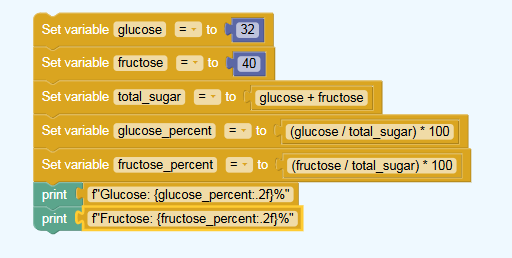 Set variable glucose = to 32
Set variable fructose = to 40
Set variable total_sugar = to glucose + fructose
Set variable glucose_percent = to (glucose / total_sugar) * 100
Set variable fructose_percent = to (fructose / total_sugar) * 100
print f"Glucose: {glucose_percent:.2f}%"
print f"Fructose: {fructose_percent:.2f}%"